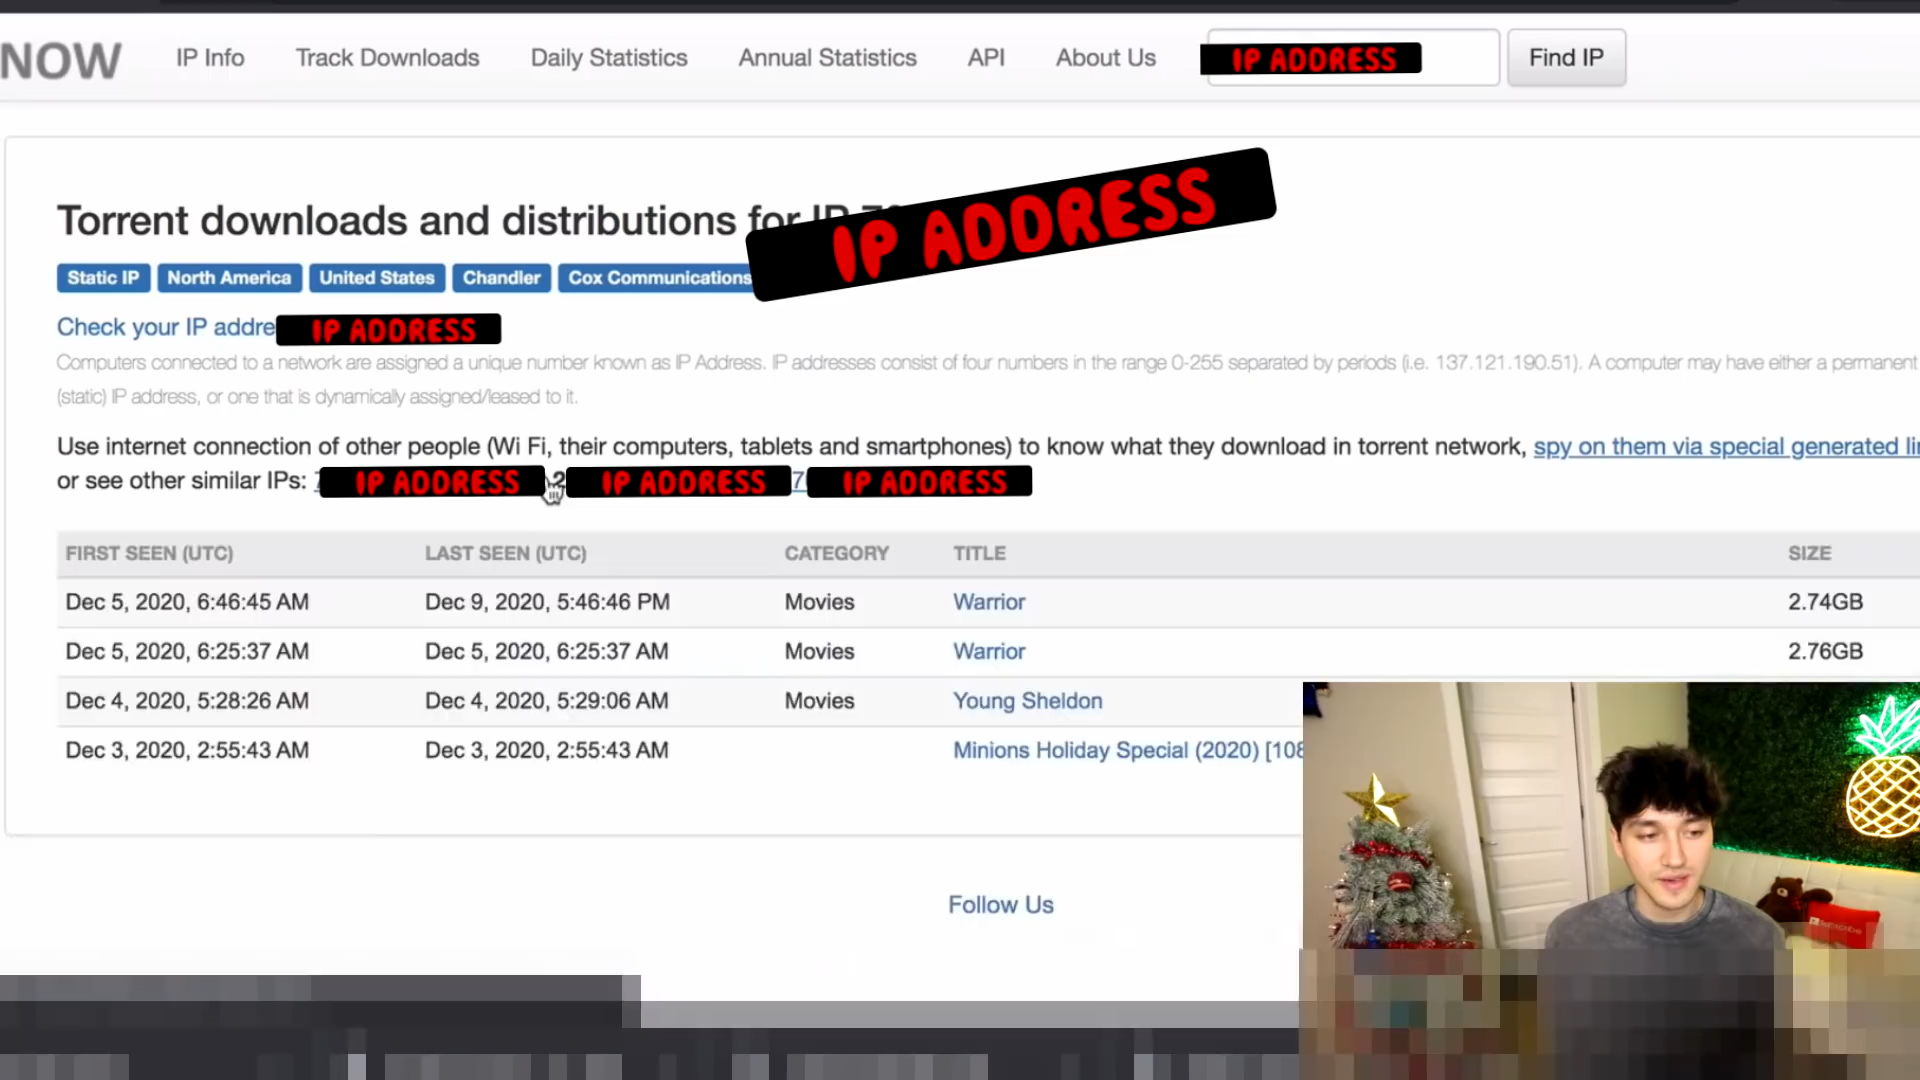 NOW IP Info Track Downloads Daily Statistics Annual Statistics API About Us IP ADDRESS Find IP
Torrent downloads and distributions for IP 7 IP ADDRESS
Static IP North America United States Chandler Cox Communications
Check your IP addre IP ADDRESS
Computers connected to a network are assigned a unique number known as IP Address. IP addresses consist of four numbers in the range 0-255 separated by periods (i.e. 137.121.190.51). A computer may have either a permanent
(static) IP address, or one that is dynamically assigned/leased to it.
Use internet connection of other people (Wi Fi, their computers, tablets and smartphones) to know what they download in torrent network, spy on them via special generated li
or see other similar IPs: IP ADDRESS 2 IP ADDRESS 7 IP ADDRESS
FIRST SEEN (UTC) LAST SEEN (UTC) CATEGORY TITLE SIZE
Dec 5, 2020, 6:46:45 AM Dec 9, 2020, 5:46:46 PM Movies Warrior 2.74GB
Dec 5, 2020, 6:25:37 AM Dec 5, 2020, 6:25:37 AM Movies Warrior 2.76GB
Dec 4, 2020, 5:28:26 AM Dec 4, 2020, 5:29:06 AM Movies Young Sheldon
Dec 3, 2020, 2:55:43 AM Dec 3, 2020, 2:55:43 AM Minions Holiday Special (2020) [108
Follow Us